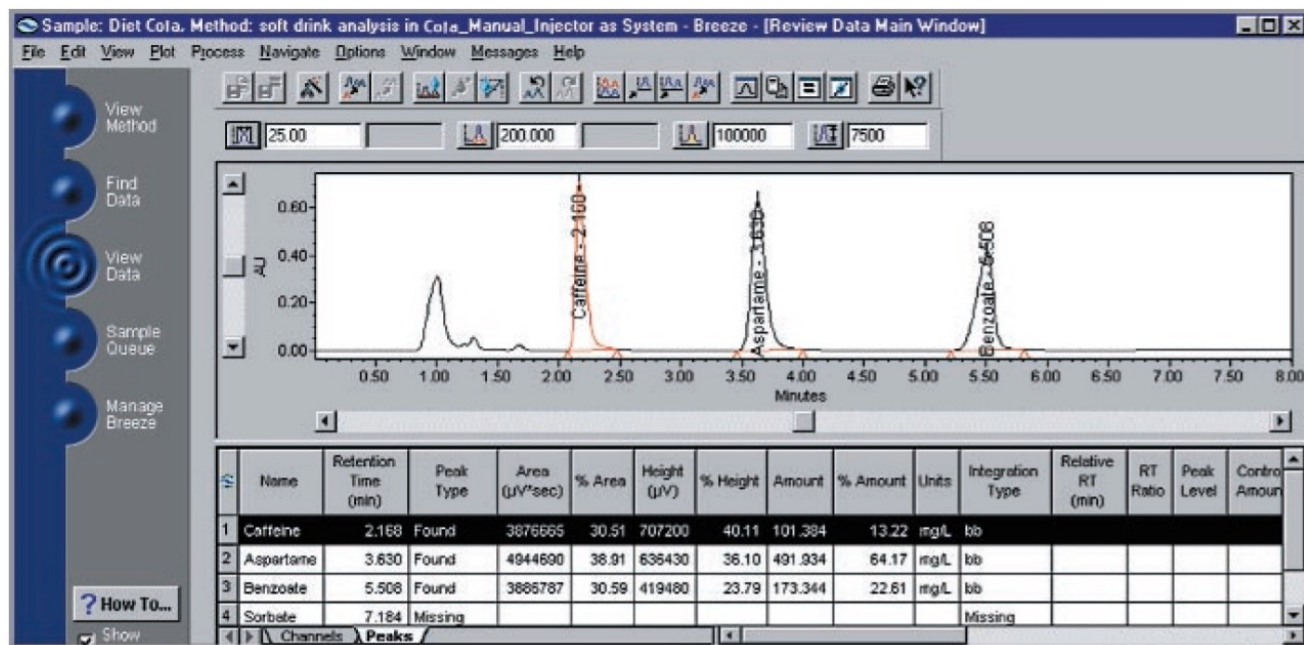 Sample: Diet Cola, Method: soft drink analysis in Cola_Manual_Injector as System - Breeze - [Review Data Main Window]
File Edit View Plot Process Navigate Options Window Messages Help
View
Method
Find
Data
View
Data
Sample
Queue
Manage
Breeze
? How To...
Show
25.00 200.000 100000 7500
AU
0.60
0.40
0.20
0.00
Caffeine - 2.168
Aspartame - 3.630
Benzoate - 5.508
0.50 1.00 1.50 2.00 2.50 3.00 3.50 4.00 4.50 5.00 5.50 6.00 6.50 7.00 7.50 8.00
Minutes
Name Retention Time (min) Peak Type Area (µV*sec) % Area Height (µV) % Height Amount % Amount Units Integration Type Relative RT (min) RT Ratio Peak Level Contro Amoun
1 Caffeine 2.168 Found 3876665 30.51 707200 40.11 101.384 13.22 mg/L bb
2 Aspartame 3.630 Found 4944690 38.91 636430 36.10 491.934 64.17 mg/L bb
3 Benzoate 5.508 Found 3886787 30.59 419480 23.79 173.344 22.61 mg/L bb
4 Sorbate 7.184 Missing Missing
Channels Peaks